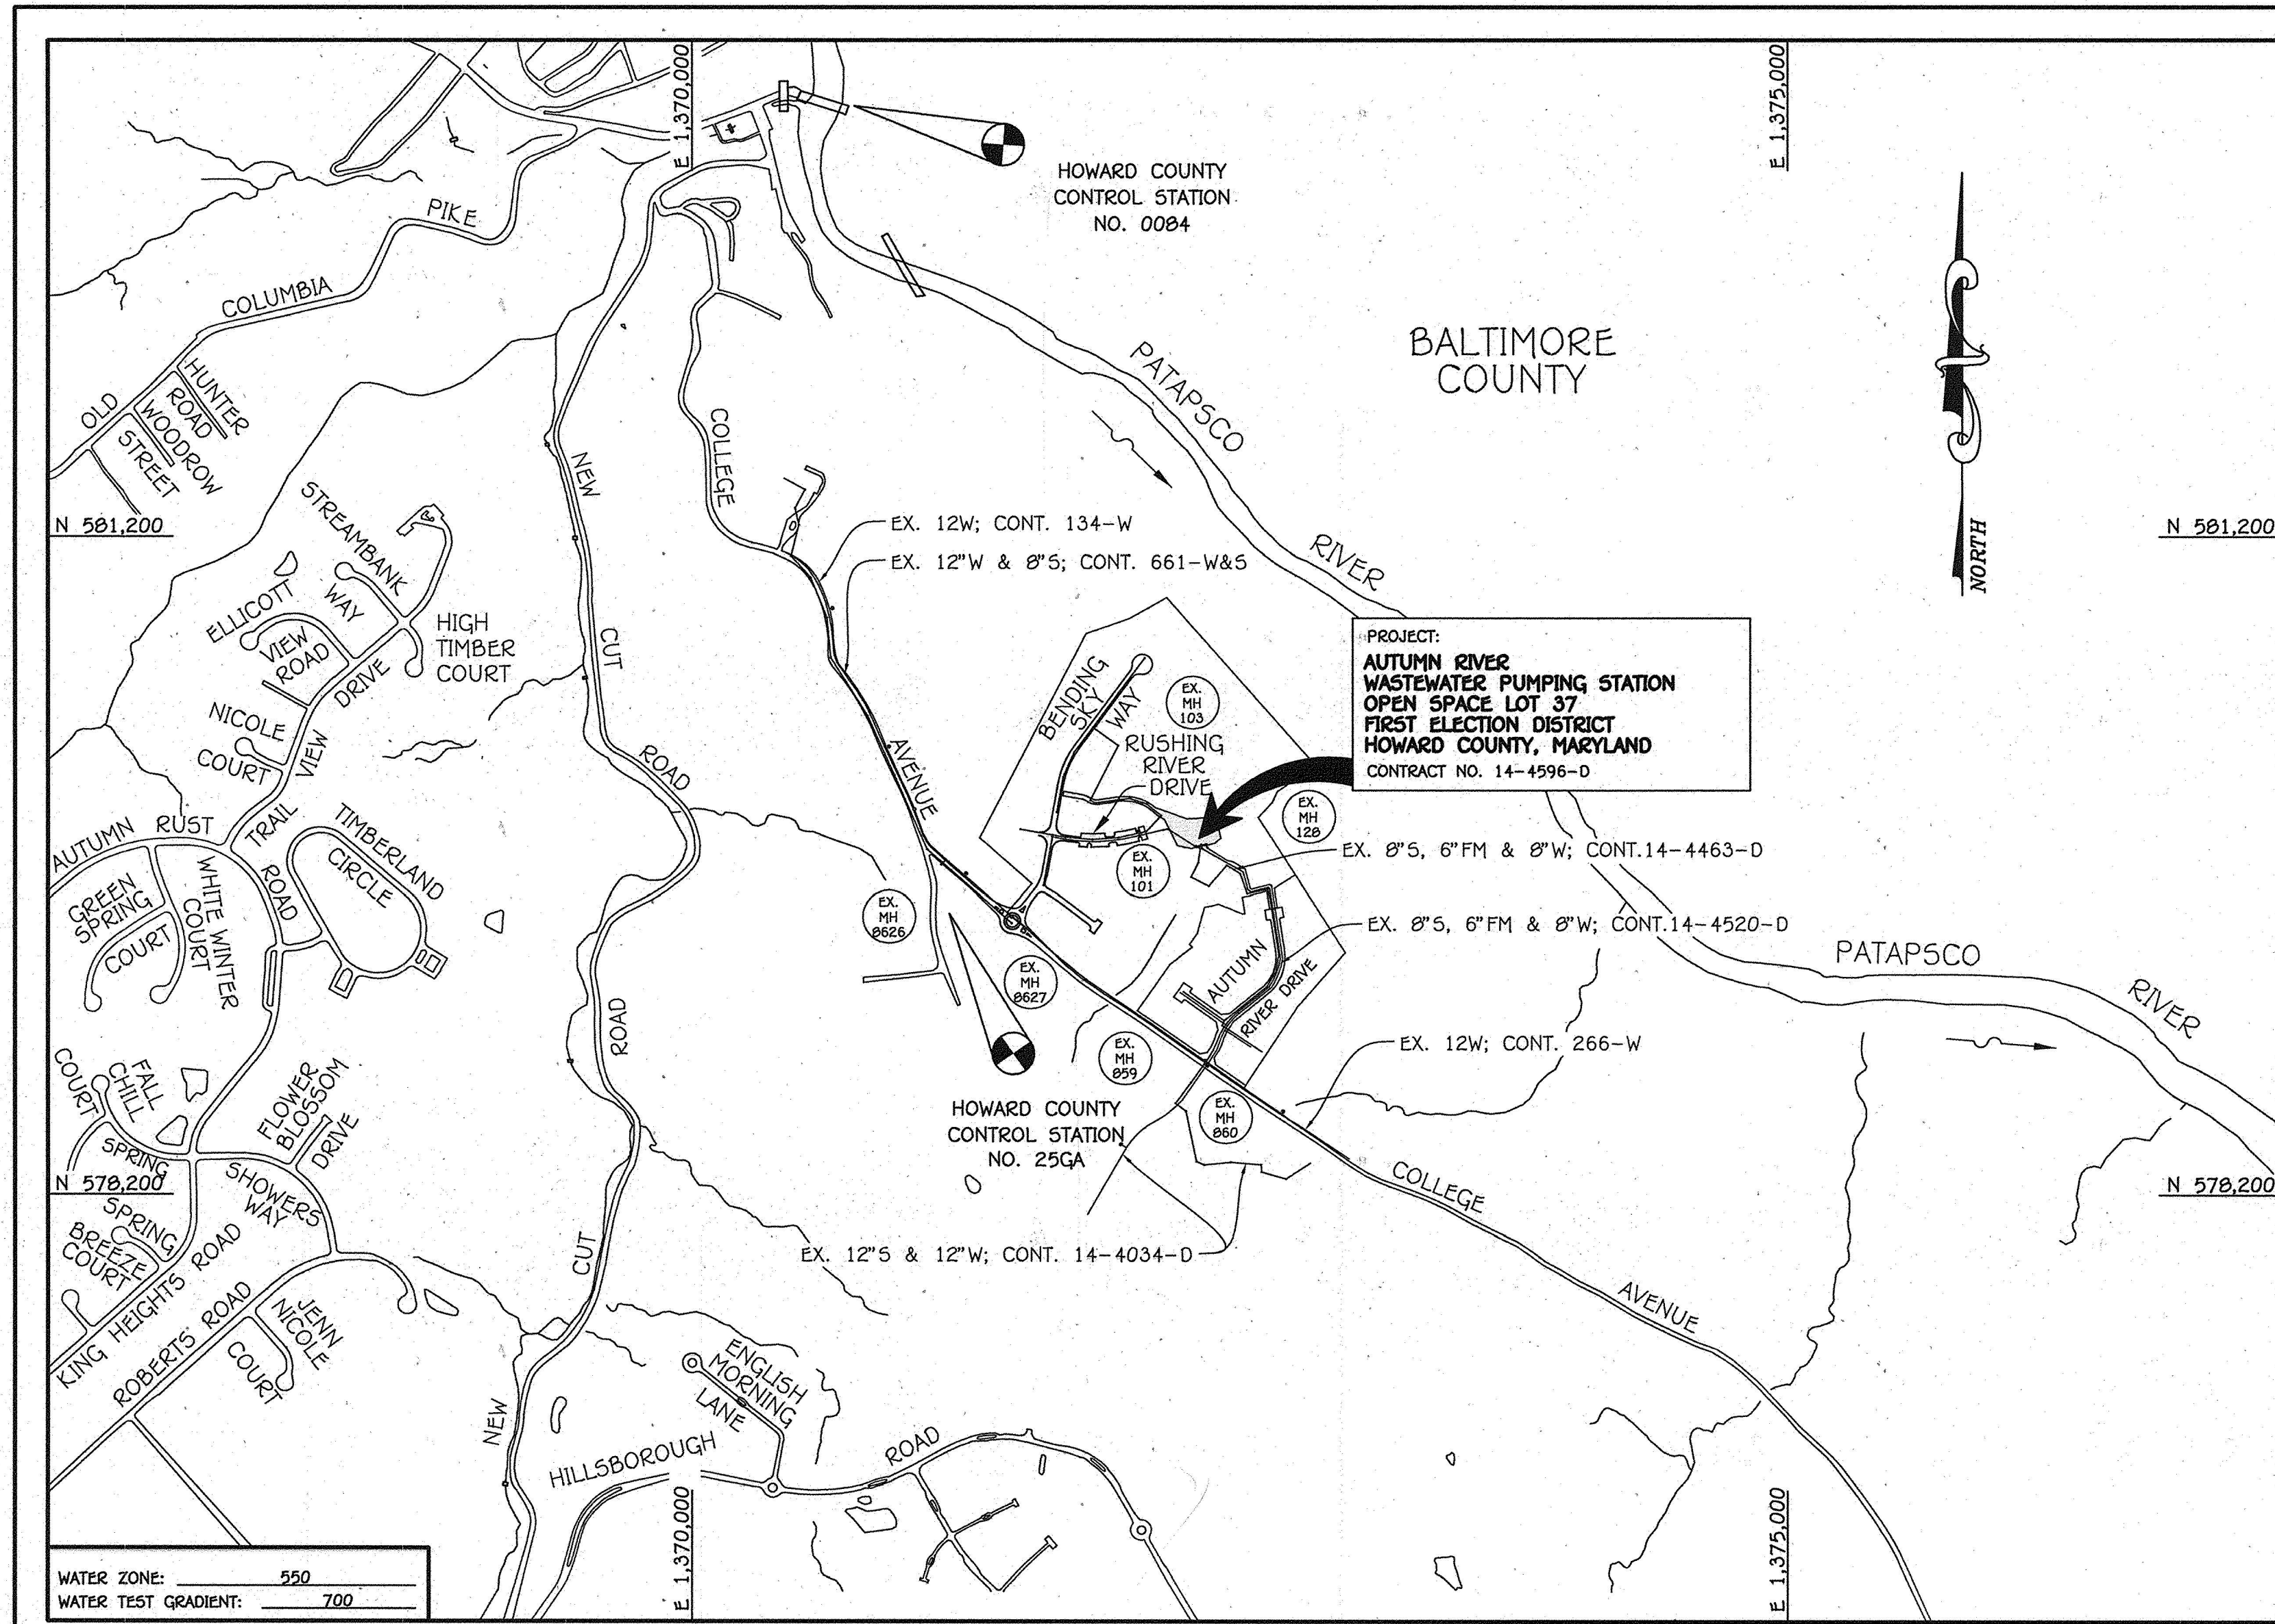 E 1,370,000
E 1,375,000
HOWARD COUNTY
CONTROL STATION
NO. 0084
PIKE
COLUMBIA
OLD
HUNTER
ROAD
WOODROW
STREET
BALTIMORE
COUNTY
PATAPSCO
RIVER
NORTH
N 581,200
N 581,200
NEW
CUT
ROAD
COLLEGE
AVENUE
EX. 12W; CONT. 134-W
EX. 12"W & 8"S; CONT. 661-W&S
STREAMBANK
WAY
ELLICOTT
VIEW
ROAD
HIGH
TIMBER
COURT
NICOLE
COURT
VIEW
DRIVE
TRAIL
AUTUMN RUST
ROAD
TIMBERLAND
CIRCLE
GREEN
SPRING
COURT
WHITE WINTER
COURT
BENDING
SKY
WAY
EX.
MH
103
RUSHING
RIVER
DRIVE
PROJECT:
AUTUMN RIVER
WASTEWATER PUMPING STATION
OPEN SPACE LOT 37
FIRST ELECTION DISTRICT
HOWARD COUNTY, MARYLAND
CONTRACT NO. 14-4596-D
EX.
MH
128
EX.
MH
101
EX. 8"S, 6"FM & 8"W; CONT.14-4463-D
EX. 8"S, 6"FM & 8"W; CONT.14-4520-D
EX.
MH
8626
EX.
MH
8627
AUTUMN
RIVER DRIVE
PATAPSCO
RIVER
ROAD
EX.
MH
859
EX. 12W; CONT. 266-W
EX.
MH
860
HOWARD COUNTY
CONTROL STATION
NO. 25GA
FALL
CHILL
COURT
FLOWER
BLOSSOM
DRIVE
SPRING
SHOWERS
WAY
N 578,200
N 578,200
SPRING
BREEZE
COURT
KING HEIGHTS ROAD
ROBERTS ROAD
JENN
NICOLE
COURT
CUT
NEW
EX. 12"S & 12"W; CONT. 14-4034-D
COLLEGE
AVENUE
ENGLISH
MORNING
LANE
HILLSBOROUGH
ROAD
E 1,370,000
E 1,375,000
WATER ZONE: 550
WATER TEST GRADIENT: 700